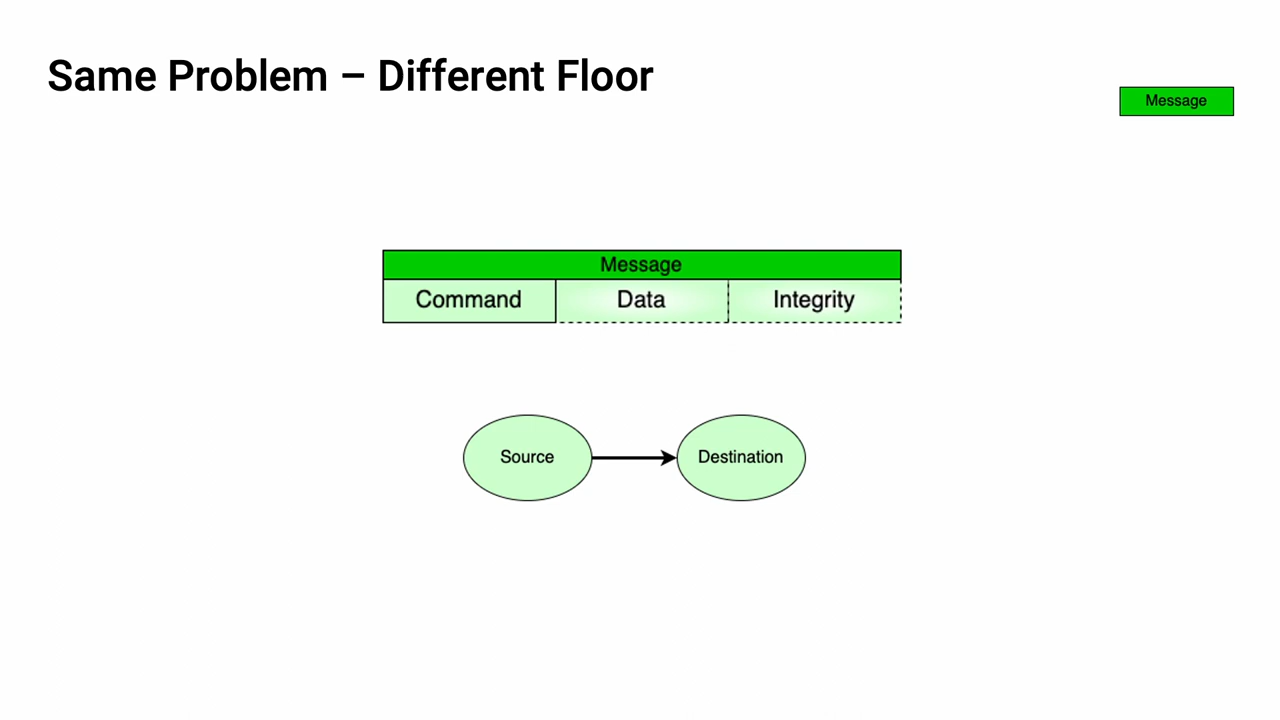 Same Problem – Different Floor
Message
Message
Command Data Integrity
Source Destination